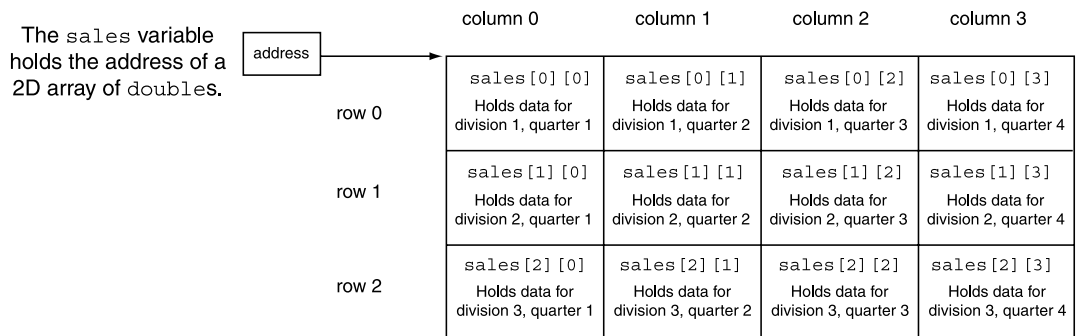 The sales variable
holds the address of a
2D array of doubles.
address
column 0 column 1 column 2 column 3
row 0
sales[0][0] sales[0][1] sales[0][2] sales[0][3]
Holds data for Holds data for Holds data for Holds data for
division 1, quarter 1 division 1, quarter 2 division 1, quarter 3 division 1, quarter 4
row 1
sales[1][0] sales[1][1] sales[1][2] sales[1][3]
Holds data for Holds data for Holds data for Holds data for
division 2, quarter 1 division 2, quarter 2 division 2, quarter 3 division 2, quarter 4
row 2
sales[2][0] sales[2][1] sales[2][2] sales[2][3]
Holds data for Holds data for Holds data for Holds data for
division 3, quarter 1 division 3, quarter 2 division 3, quarter 3 division 3, quarter 4